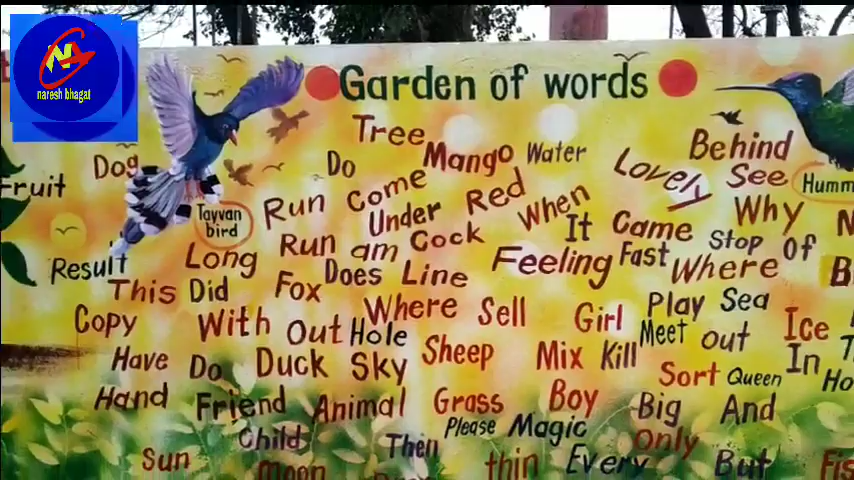 NA
naresh bhagat
Garden of words
Tree
Dog
Do
Mango
Water
Behind
Fruit
Come
Lovely
See
Humm
Tayvan
bird
Run
Under
Red
When
It
I
Why
Came
Long
Run
am
Cock
Stop
Of
Result
Does
Line
Feeling
Fast
Where
This
Did
Fox
Where
Sell
Girl
Play
Sea
Copy
With
Out
Hole
Meet
out
Ice
Have
Do
Duck
Sky
Sheep
Mix
Kill
In
Hand
Friend
Animal
Grass
Boy
Sort
Queen
Ho
Child
Then
Please
Magic
Big
And
Sun
moon
thin
Every
Only
But
Fis